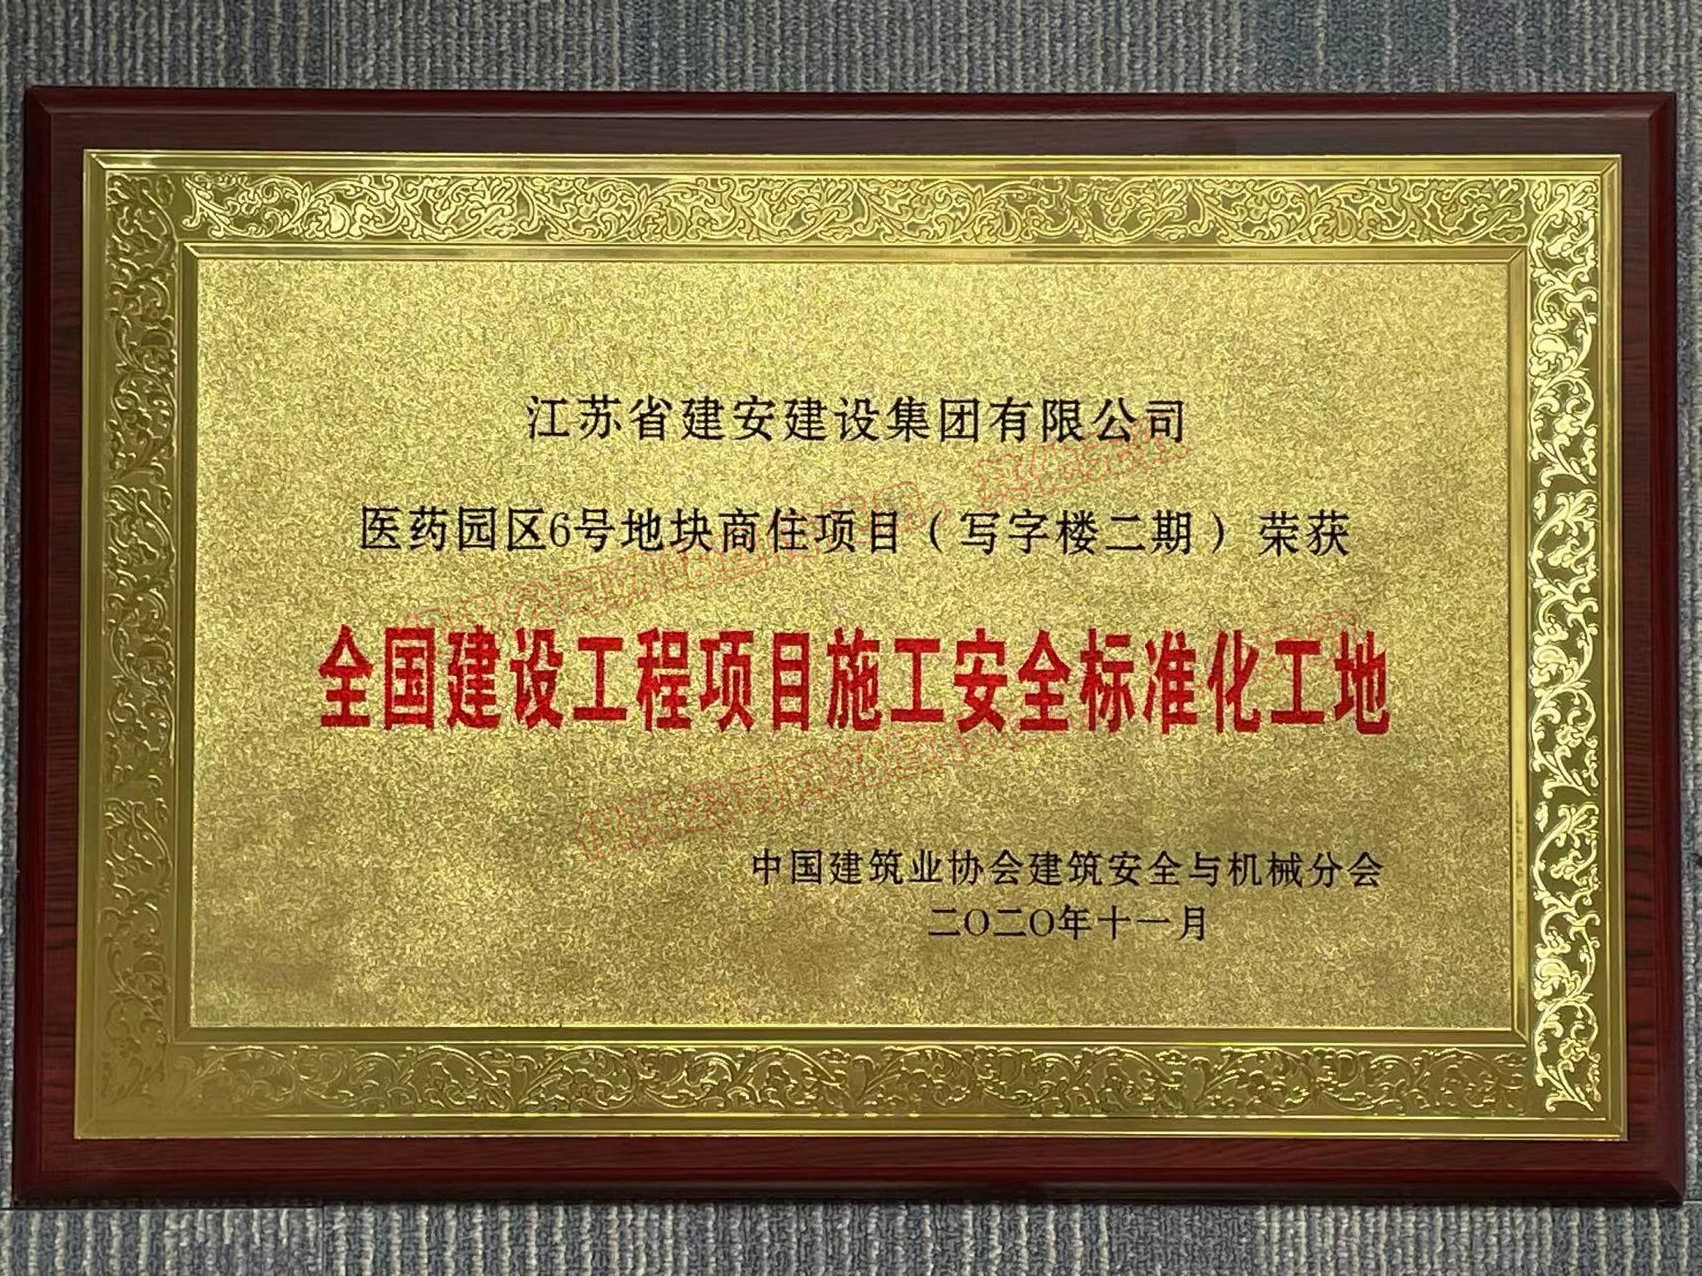 江苏省建安建设集团有限公司
医药园区6号地块商住项目（写字楼二期）荣获
全国建设工程项目施工安全标准化工地
中国建筑业协会建筑安全与机械分会
二〇二〇年十一月